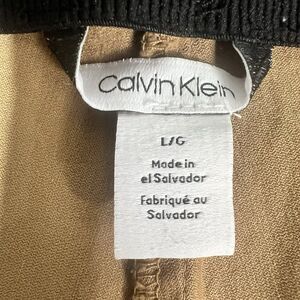 Calvin Klein
L/G
Made in
el Salvador
Fabriqué au
Salvador